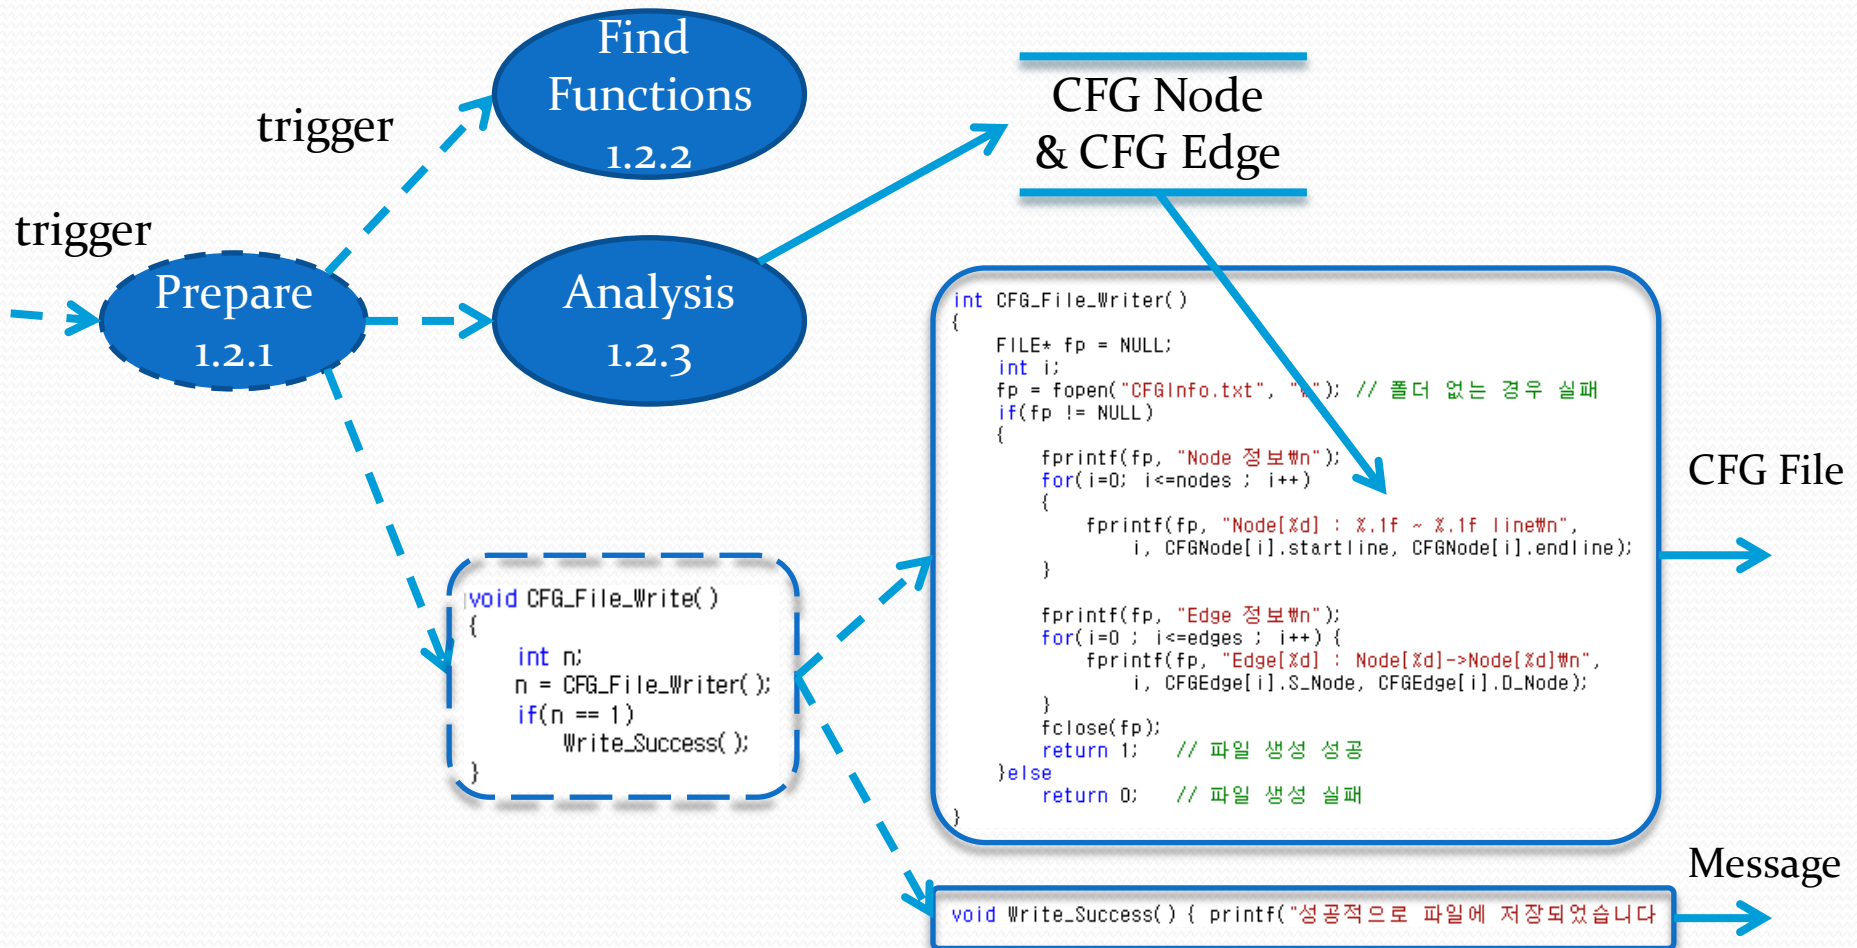 Find
Functions
1.2.2
trigger
trigger
Prepare
1.2.1
Analysis
1.2.3
CFG Node
& CFG Edge
void CFG_File_Write()
{
int n;
n = CFG_File_Writer();
if(n == 1)
Write_Success();
}
int CFG_File_Writer()
{
FILE* fp = NULL;
int i;
fp = fopen("CFGInfo.txt", "w"); // 폴더 없는 경우 실패
if(fp != NULL)
{
fprintf(fp, "Node 정보₩n");
for(i=0; i<=nodes ; i++)
{
fprintf(fp, "Node[%d] : %.1f ~ %.1f line₩n",
i, CFGNode[i].startline, CFGNode[i].endline);
}
fprintf(fp, "Edge 정보₩n");
for(i=0 ; i<=edges ; i++) {
fprintf(fp, "Edge[%d] : Node[%d]->Node[%d]₩n",
i, CFGEdge[i].S_Node, CFGEdge[i].D_Node);
}
fclose(fp);
return 1; // 파일 생성 성공
}else
return 0; // 파일 생성 실패
}
CFG File
void Write_Success() { printf("성공적으로 파일에 저장되었습니다
Message